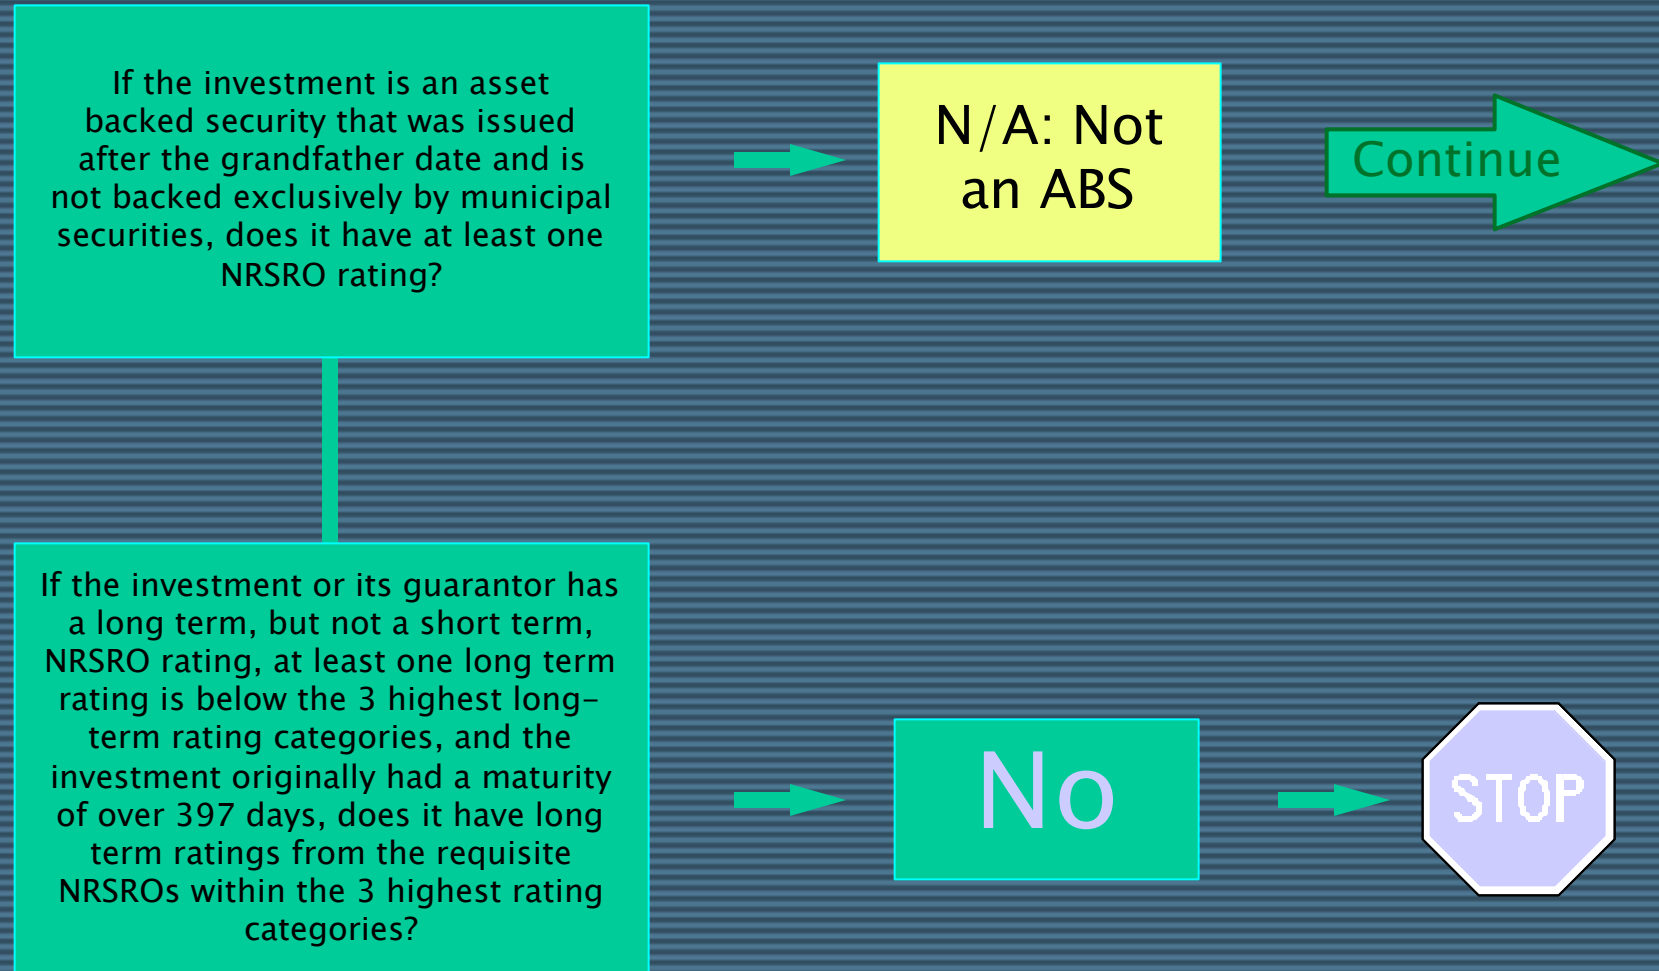 If the investment is an asset
backed security that was issued
after the grandfather date and is
not backed exclusively by municipal
securities, does it have at least one
NRSRO rating?
N/A: Not
an ABS
Continue
If the investment or its guarantor has
a long term, but not a short term,
NRSRO rating, at least one long term
rating is below the 3 highest long-
term rating categories, and the
investment originally had a maturity
of over 397 days, does it have long
term ratings from the requisite
NRSROs within the 3 highest rating
categories?
No
STOP